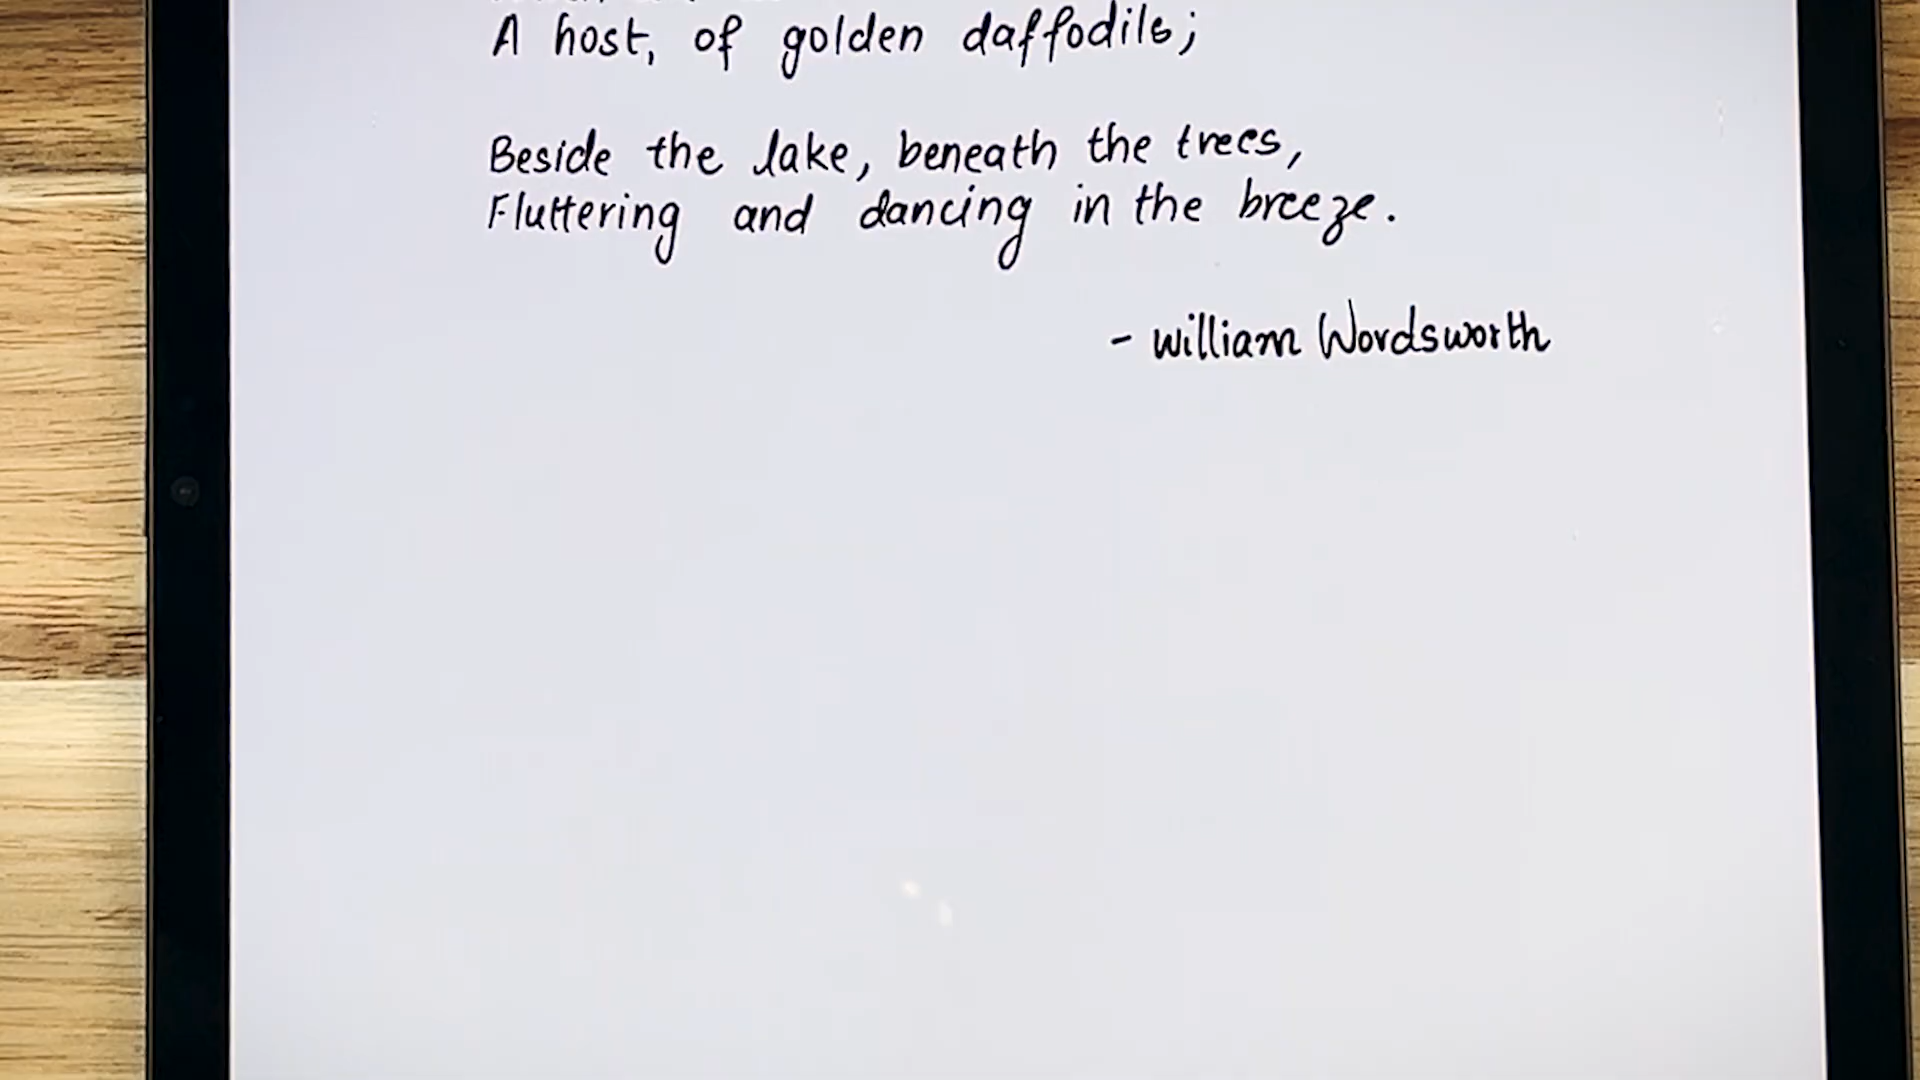 A host, of golden daffodils;
Beside the lake, beneath the trees,
Fluttering and dancing in the breeze.
- William Wordsworth